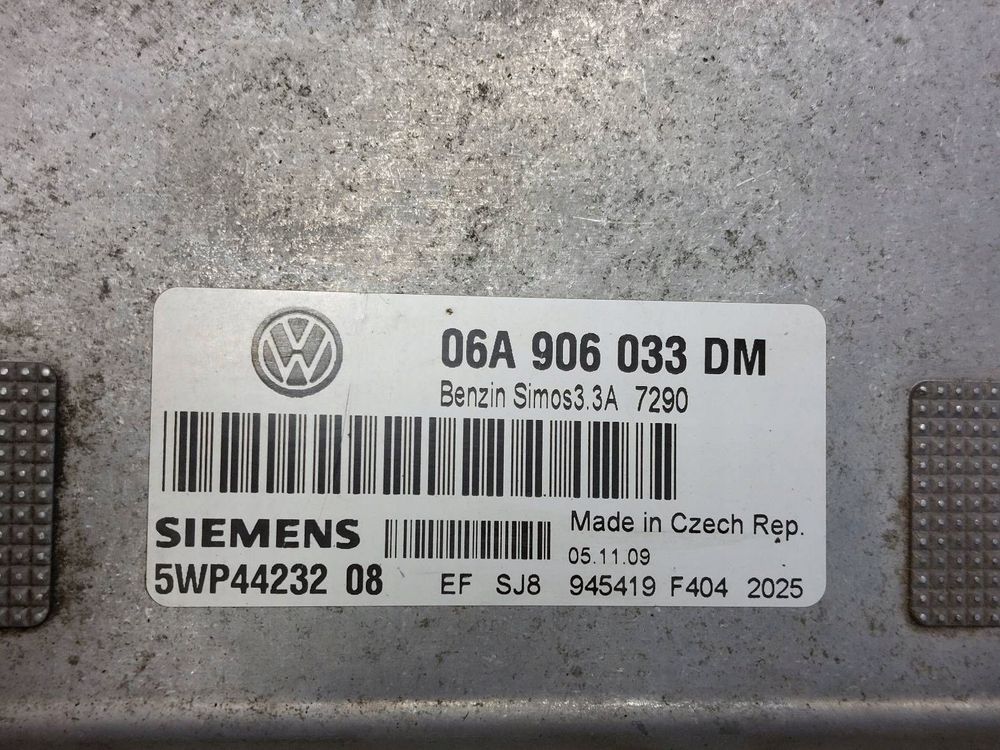 06A 906 033 DM
Benzin Simos3.3A 7290
SIEMENS
Made in Czech Rep.
05.11.09
5WP44232 08
EF SJ8 945419 F404 2025